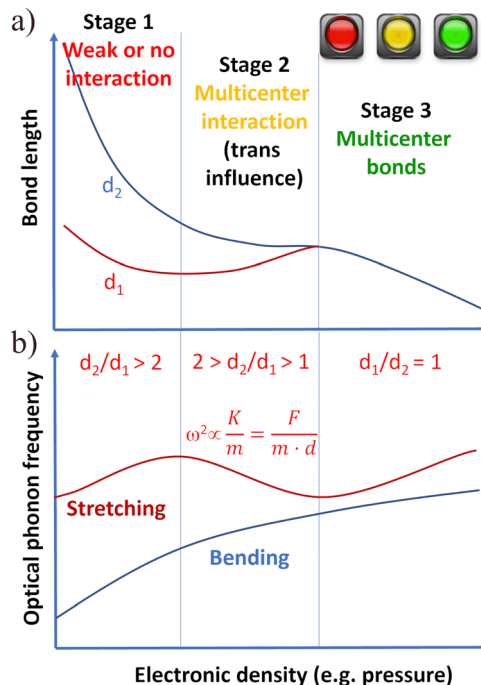 a)
Stage 1
Weak or no
interaction
Stage 2
Multicenter
interaction
(trans
influence)
Stage 3
Multicenter
bonds
Bond length
d₂
d₁
b)
d₂/d₁ > 2
2 > d₂/d₁ > 1
d₁/d₂ = 1
ω² ∝ K/m = F/(m · d)
Optical phonon frequency
Stretching
Bending
Electronic density (e.g. pressure)